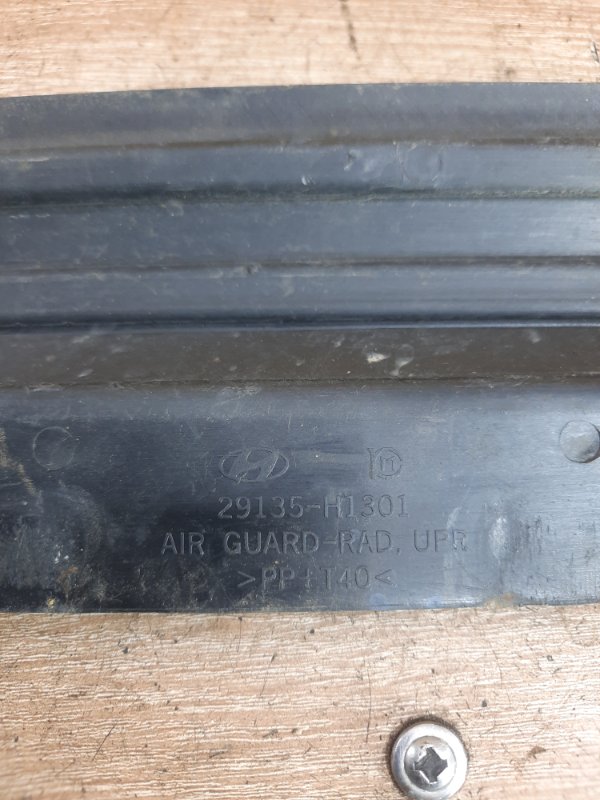 29135-H1301
AIR GUARD-RAD, UPR
>PP+T40<